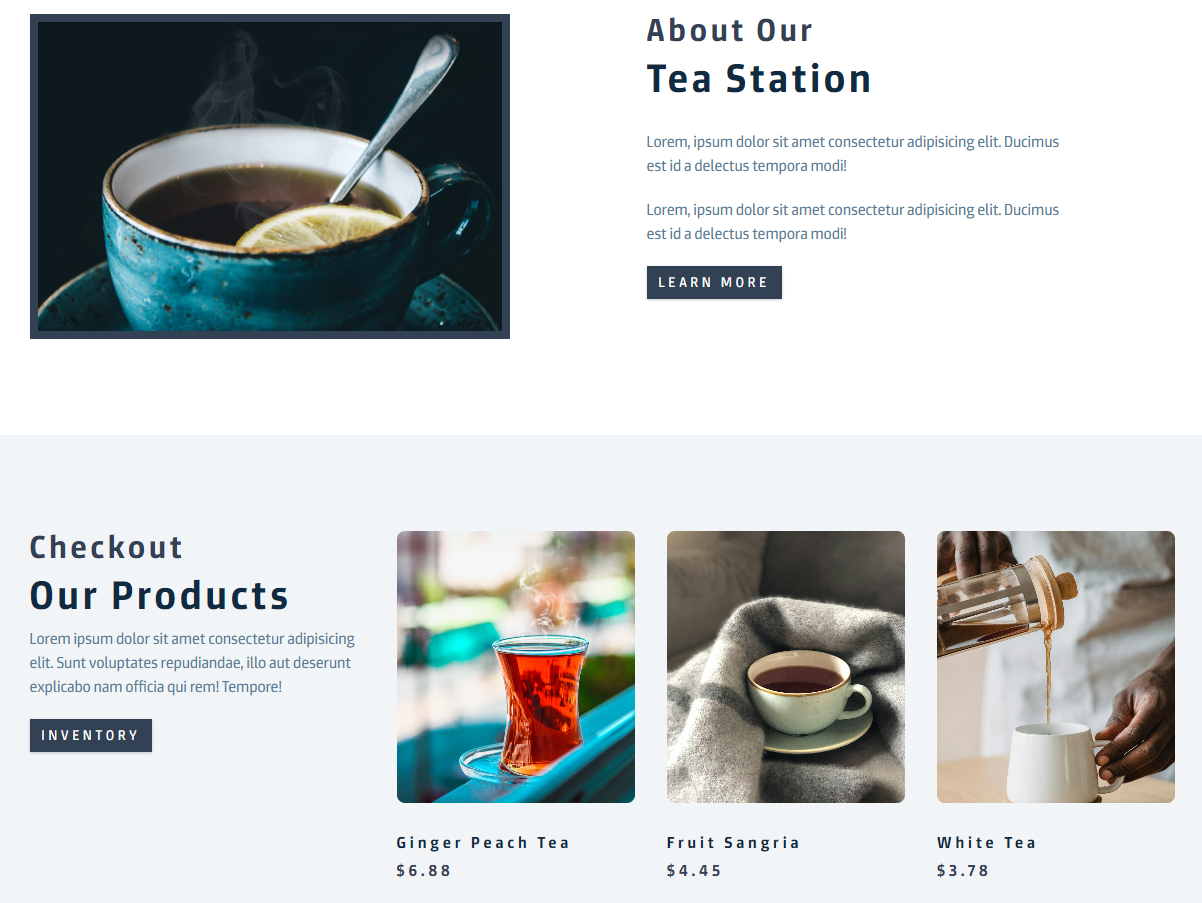 About Our
Tea Station
Lorem, ipsum dolor sit amet consectetur adipisicing elit. Ducimus
est id a delectus tempora modi!
Lorem, ipsum dolor sit amet consectetur adipisicing elit. Ducimus
est id a delectus tempora modi!
LEARN MORE
Checkout
Our Products
Lorem ipsum dolor sit amet consectetur adipisicing
elit. Sunt voluptates repudiandae, illo aut deserunt
explicabo nam officia qui rem! Tempore!
INVENTORY
Ginger Peach Tea
$6.88
Fruit Sangria
$4.45
White Tea
$3.78